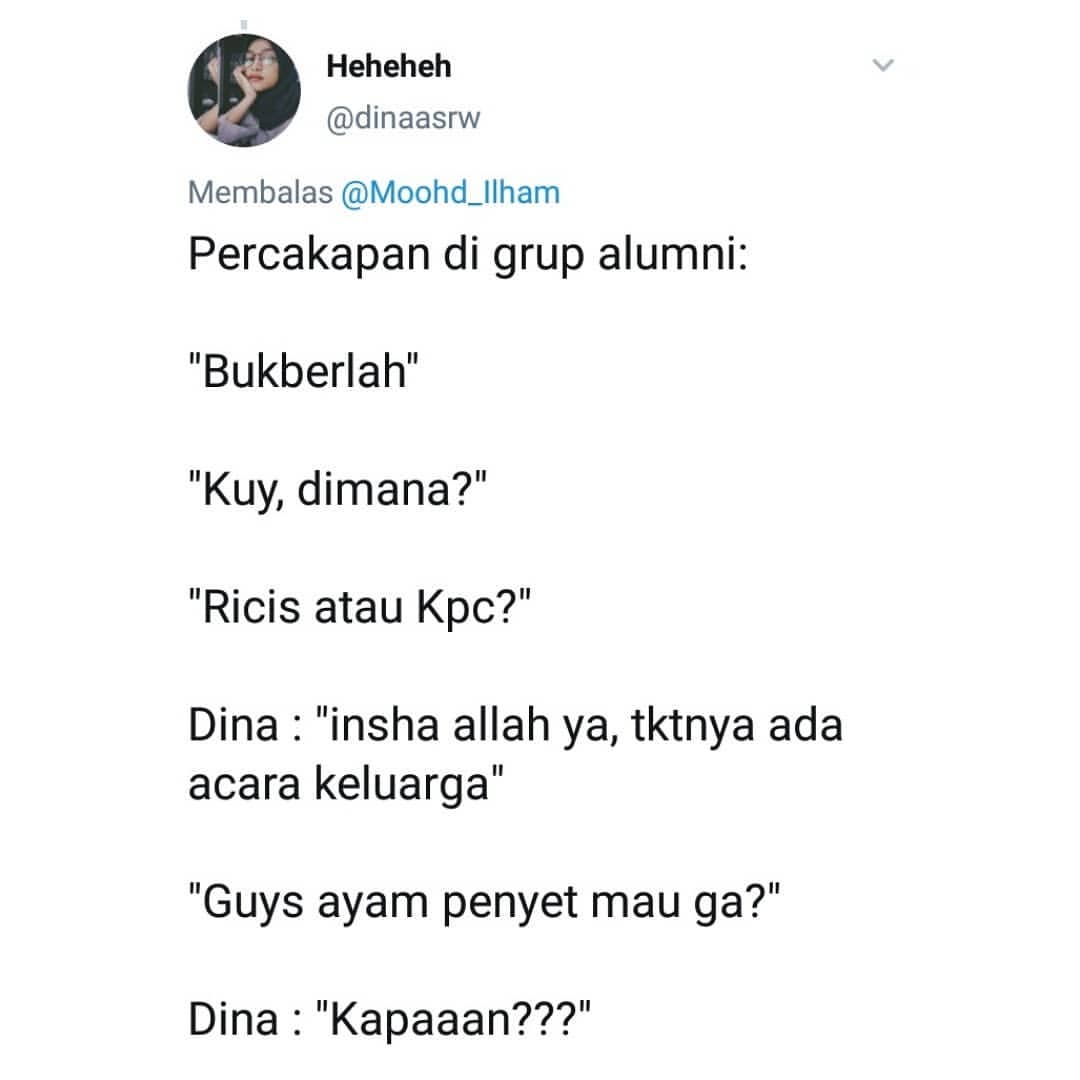 Heheheh
@dinaasrw
Membalas @Moohd_Ilham
Percakapan di grup alumni:
"Bukberlah"
"Kuy, dimana?"
"Ricis atau Kpc?"
Dina : "insha allah ya, tktnya ada
acara keluarga"
"Guys ayam penyet mau ga?"
Dina : "Kapaaan???"